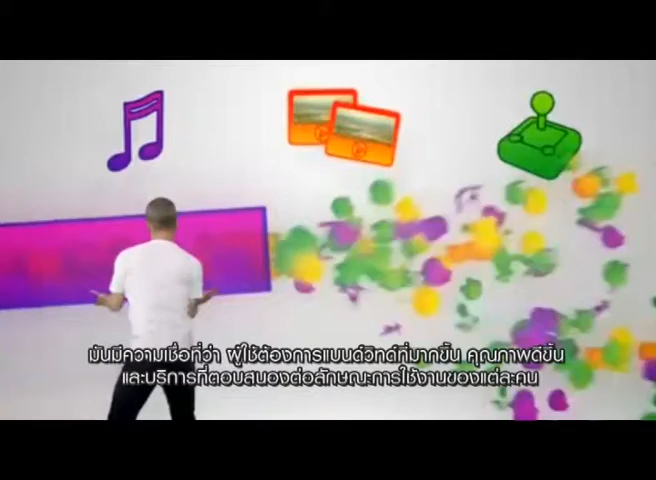 มันมีความเชื่อที่ว่า ผู้ใช้ต้องการแบนด์วิทด์ที่มากขึ้น คุณภาพดีขึ้น
และบริการที่ตอบสนองต่อลักษณะการใช้งานของแต่ละคน